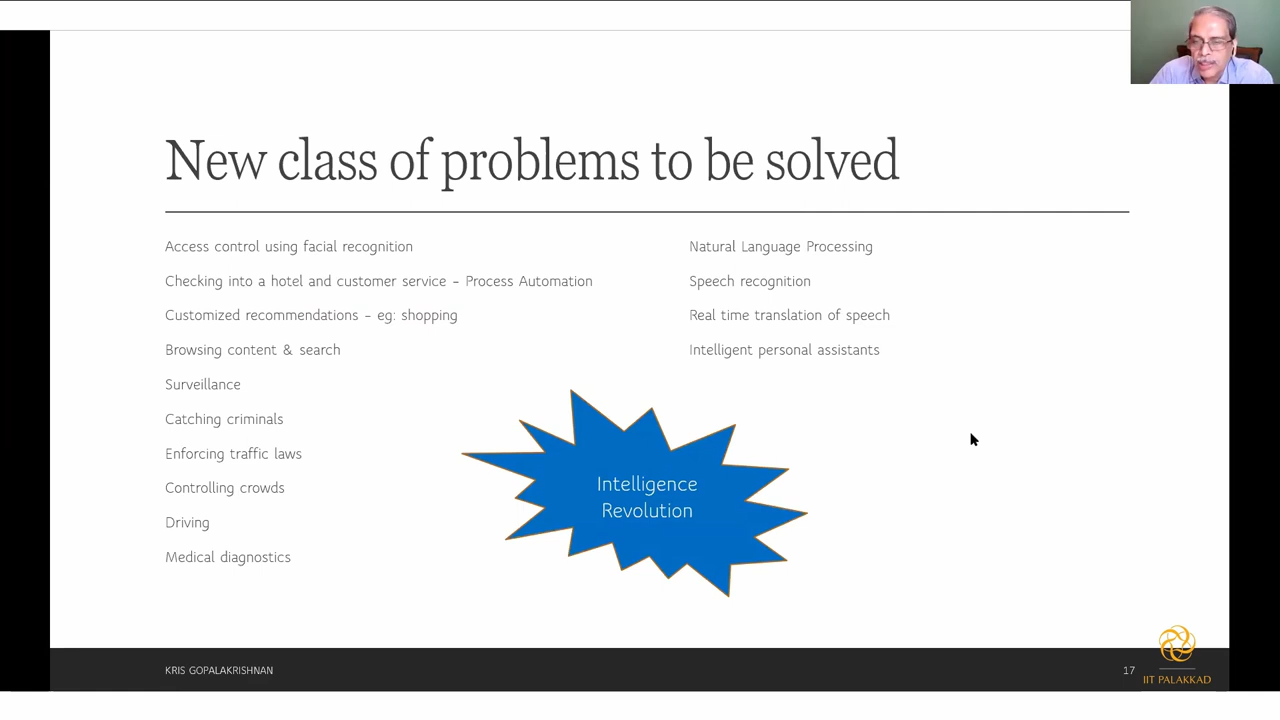 New class of problems to be solved
Access control using facial recognition
Checking into a hotel and customer service – Process Automation
Customized recommendations – eg: shopping
Browsing content & search
Surveillance
Catching criminals
Enforcing traffic laws
Controlling crowds
Driving
Medical diagnostics
Natural Language Processing
Speech recognition
Real time translation of speech
Intelligent personal assistants
Intelligence
Revolution
KRIS GOPALAKRISHNAN
17
IIT PALAKKAD